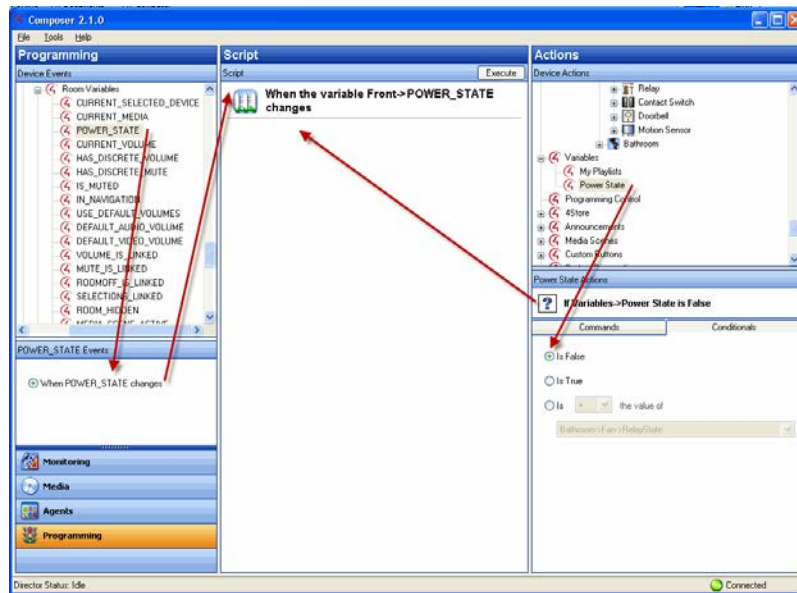 Composer 2.1.0
File Tools Help
Programming
Device Events
Room Variables
CURRENT_SELECTED_DEVICE
CURRENT_MEDIA
POWER_STATE
CURRENT_VOLUME
HAS_DISCRETE_VOLUME
HAS_DISCRETE_MUTE
IS_MUTED
IN_NAVIGATION
USE_DEFAULT_VOLUMES
DEFAULT_AUDIO_VOLUME
DEFAULT_VIDEO_VOLUME
VOLUME_IS_LINKED
MUTE_IS_LINKED
ROOMOFF_IS_LINKED
SELECTIONS_LINKED
ROOM_HIDDEN
MEDIA_SCENE_ACTIVE
POWER_STATE Events
When POWER_STATE changes
Monitoring
Media
Agents
Programming
Director Status: Idle
Script
Script
Execute
When the variable Front->POWER_STATE
changes
Actions
Device Actions
Relay
Contact Switch
Doorbell
Motion Sensor
Bathroom
Variables
My Playlists
Power State
Programming Control
4Store
Announcements
Media Scenes
Custom Buttons
Power State Actions
If Variables->Power State is False
Commands
Conditionals
Is False
Is True
Is = the value of
Bathroom->Fan->RelayState
Connected